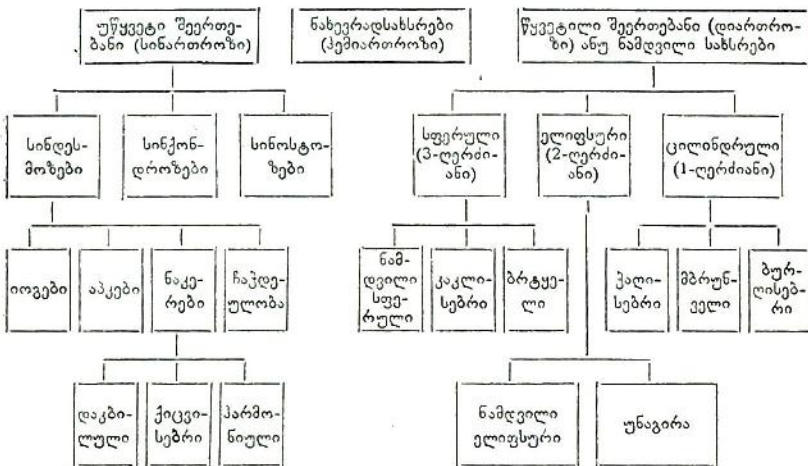 უწყვეტი შეერთე-
ბანი (სინართროზი)
ნახევრადსახსრები
(ჰემიართროზი)
წყვეტილი შეერთებანი (დიართრო-
ზი) ანუ ნამდვილი სახსრები
სინდეს-
მოზები
სინქონ-
დროზები
სინოსტო-
ზები
სფერული
(3-ღერძი-
ანი)
ელიფსური
(2-ღერძი-
ანი)
ცილინდრული
(1-ღერძიანი)
იოგები
აპკები
ნაკე-
რები
ჩაჭდე-
ულობა
ნამ-
დვილი
სფე-
რული
კაკლი-
სებრი
ბრტყე-
ლი
ჭაღი-
სებრი
მბრუნ-
ველი
ბურ-
ღისებ-
რი
დაკბი-
ლული
ქიცვი-
სებრი
ჰარმო-
ნიული
ნამდვილი
ელიფსური
უნაგირა